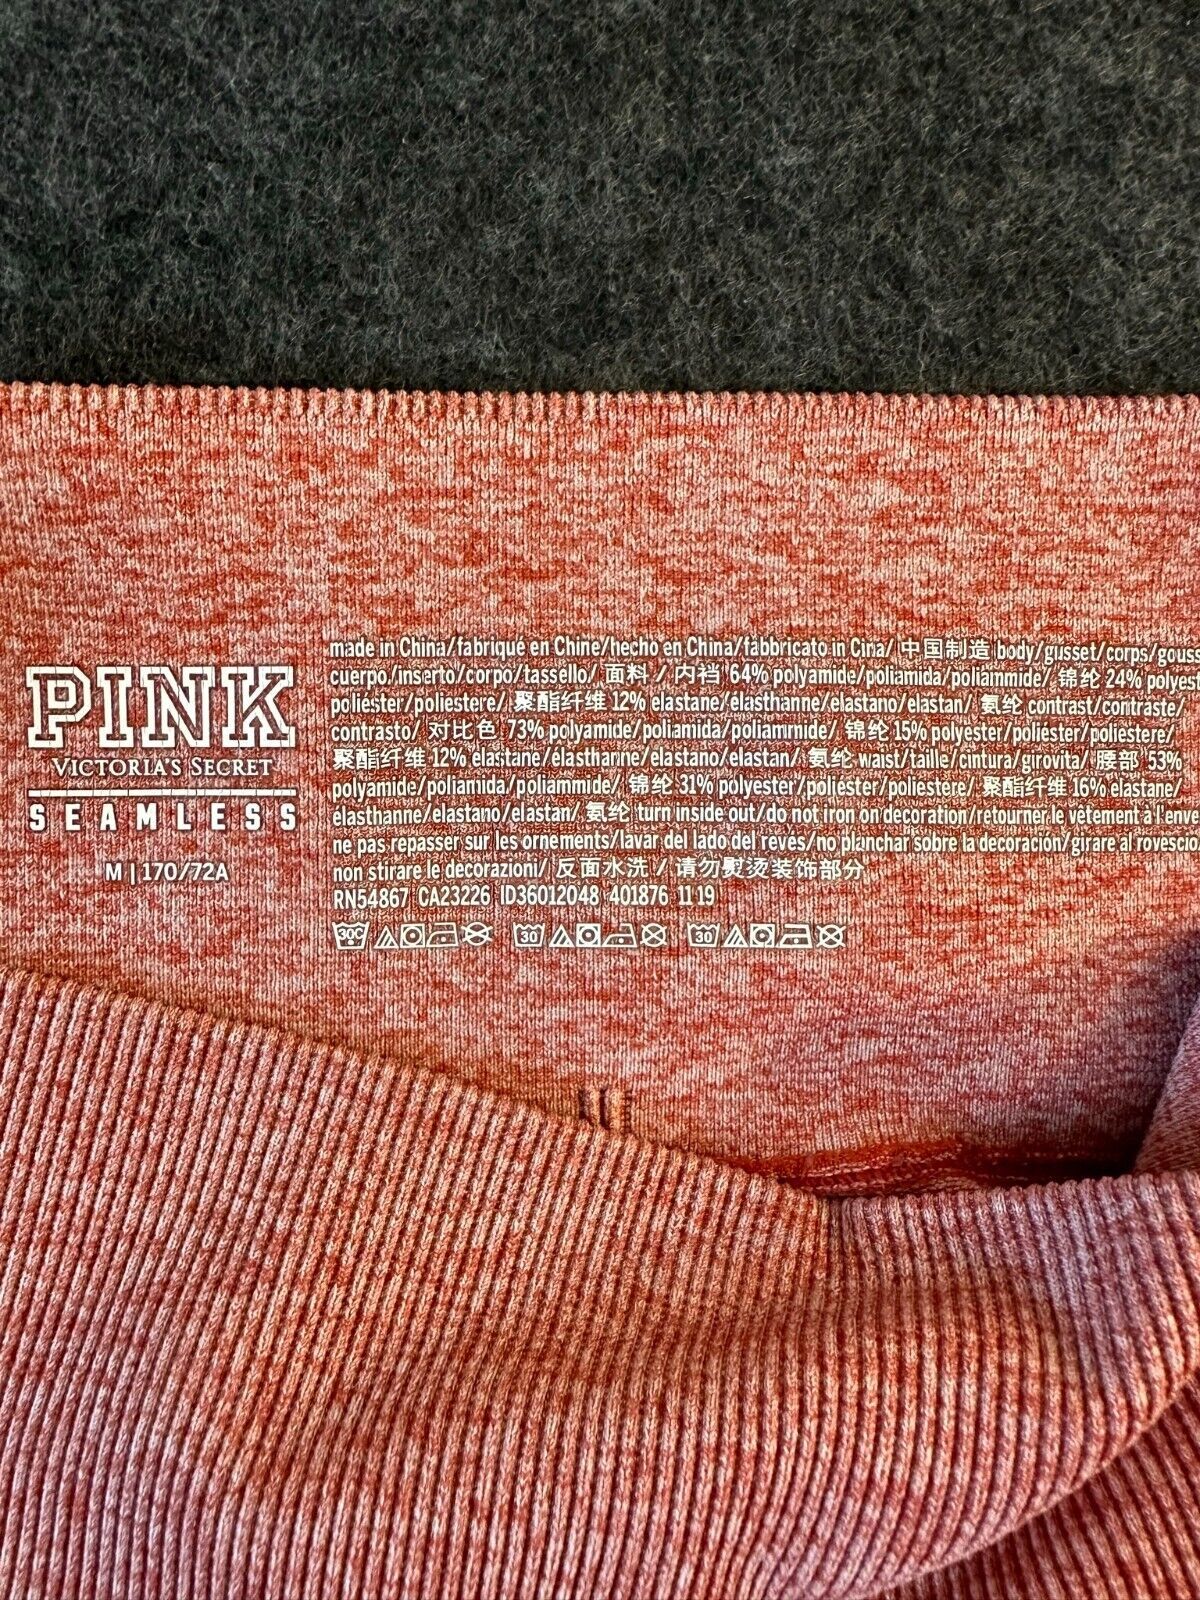 PINK
VICTORIA'S SECRET
SEAMLESS
M | 170/72A
made in China/fabriqué en Chine/hecho en China/fabbricato in Cina/ 中国制造 body/gusset/corps/gouss
cuerpo/inserto/corpo/tassello/ 面料 / 内裆 64% polyamide/poliamida/poliammide/ 锦纶 24% polyest
poliester/poliestere/ 聚酯纤维 12% elastane/élasthanne/elastano/elastan/ 氨纶 contrast/contraste/
contrasto/ 对比色 73% polyamide/poliamida/poliammide/ 锦纶 15% polyester/poliester/poliestere/
聚酯纤维 12% elastane/élasthanne/elastano/elastan/ 氨纶 waist/taille/cintura/girovita/ 腰部 53%
polyamide/poliamida/poliammide/ 锦纶 31% polyester/poliester/poliestere/ 聚酯纤维 16% elastane/
élasthanne/elastano/elastan/ 氨纶 turn inside out/do not iron on decoration/retourner le vêtement à l'enve
ne pas repasser sur les ornements/lavar del lado del revés/no planchar sobre la decoración/girare al rovescio
non stirare le decorazioni/ 反面水洗 / 请勿熨烫装饰部分
RN54867 CA23226 ID36012048 401876 11 19
30C 30 30